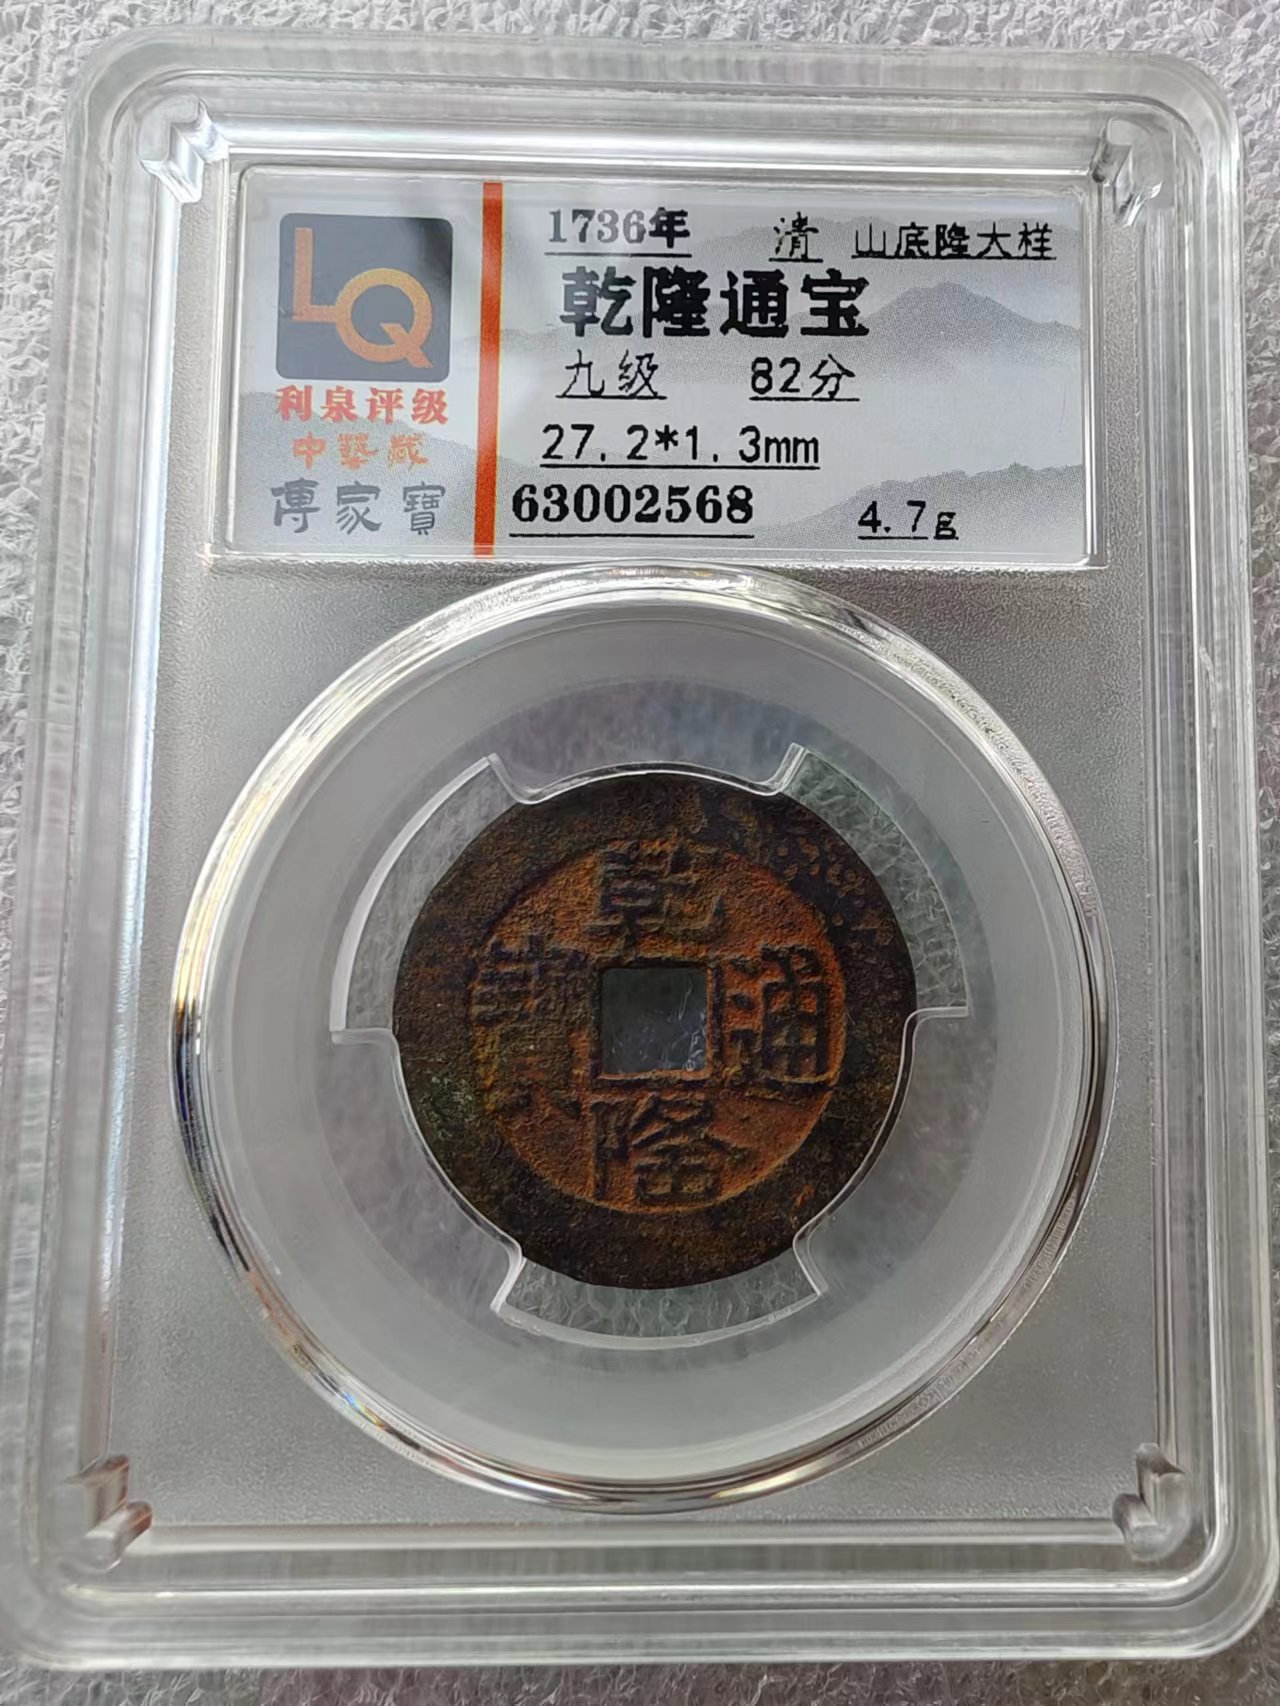 LQ
利泉评级
中藝藏
傳家寶
1736年 清 山底隆大样
乾隆通宝
九级 82分
27.2*1.3mm
63002568 4.7g
乾隆通寶